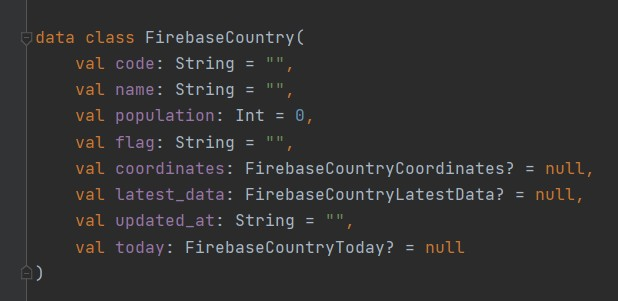 data class FirebaseCountry(
    val code: String = "",
    val name: String = "",
    val population: Int = 0,
    val flag: String = "",
    val coordinates: FirebaseCountryCoordinates? = null,
    val latest_data: FirebaseCountryLatestData? = null,
    val updated_at: String = "",
    val today: FirebaseCountryToday? = null
)